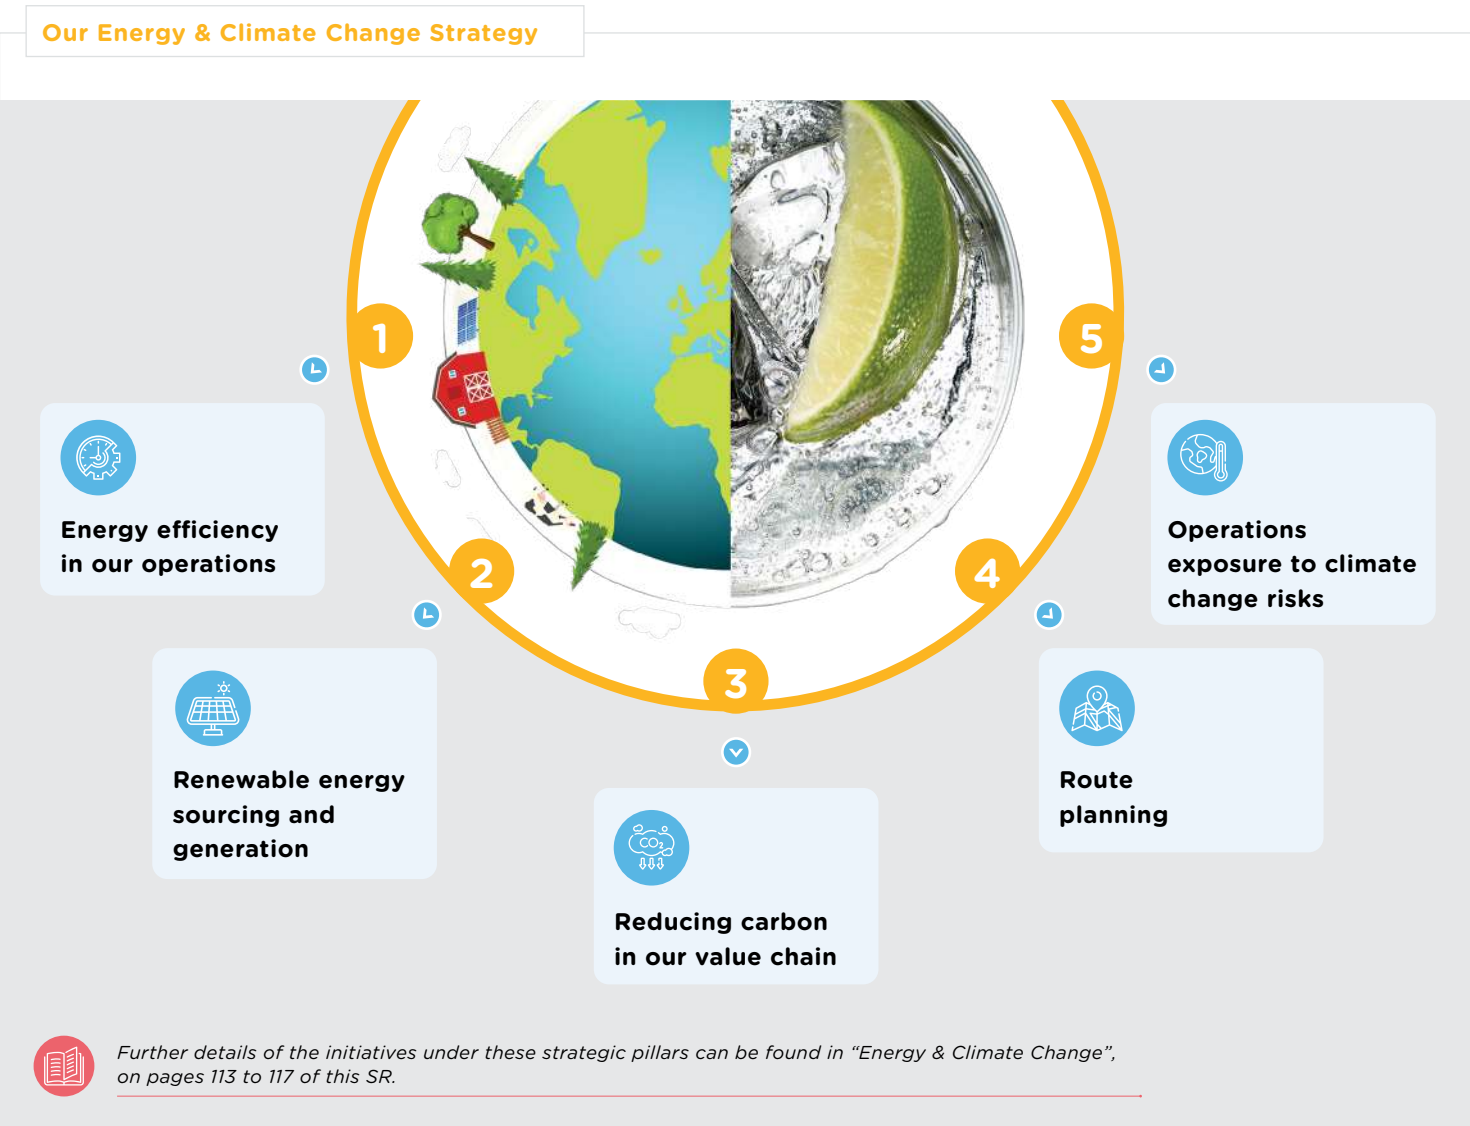 Our Energy & Climate Change Strategy
1
Energy efficiency
in our operations
2
Renewable energy
sourcing and
generation
3
CO₂
Reducing carbon
in our value chain
4
Route
planning
5
Operations
exposure to climate
change risks
Further details of the initiatives under these strategic pillars can be found in “Energy & Climate Change”,
on pages 113 to 117 of this SR.